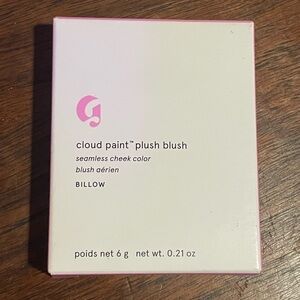 G
cloud paint™ plush blush
seamless cheek color
blush aérien
BILLOW
poids net 6 g net wt. 0.21 oz